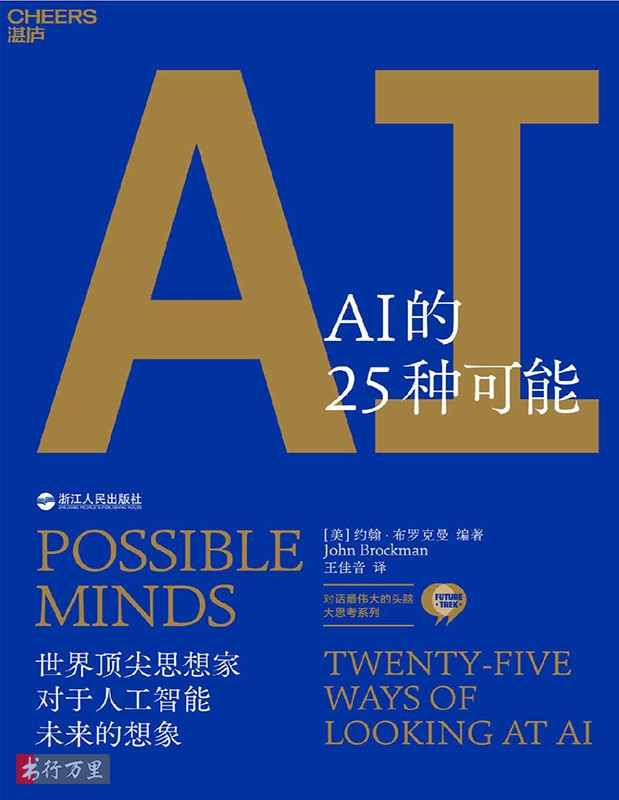 CHEERS
湛庐
AI
AI的
25种可能
浙江人民出版社
ZHEJIANG PEOPLE'S PUBLISHING HOUSE
POSSIBLE
MINDS
世界顶尖思想家
对于人工智能
未来的想象
[美]约翰·布罗克曼 编著
John Brockman
王佳音 译
对话最伟大的头脑
大思考系列
FUTURE
TREK
TWENTY-FIVE
WAYS OF
LOOKING AT AI
书行万里